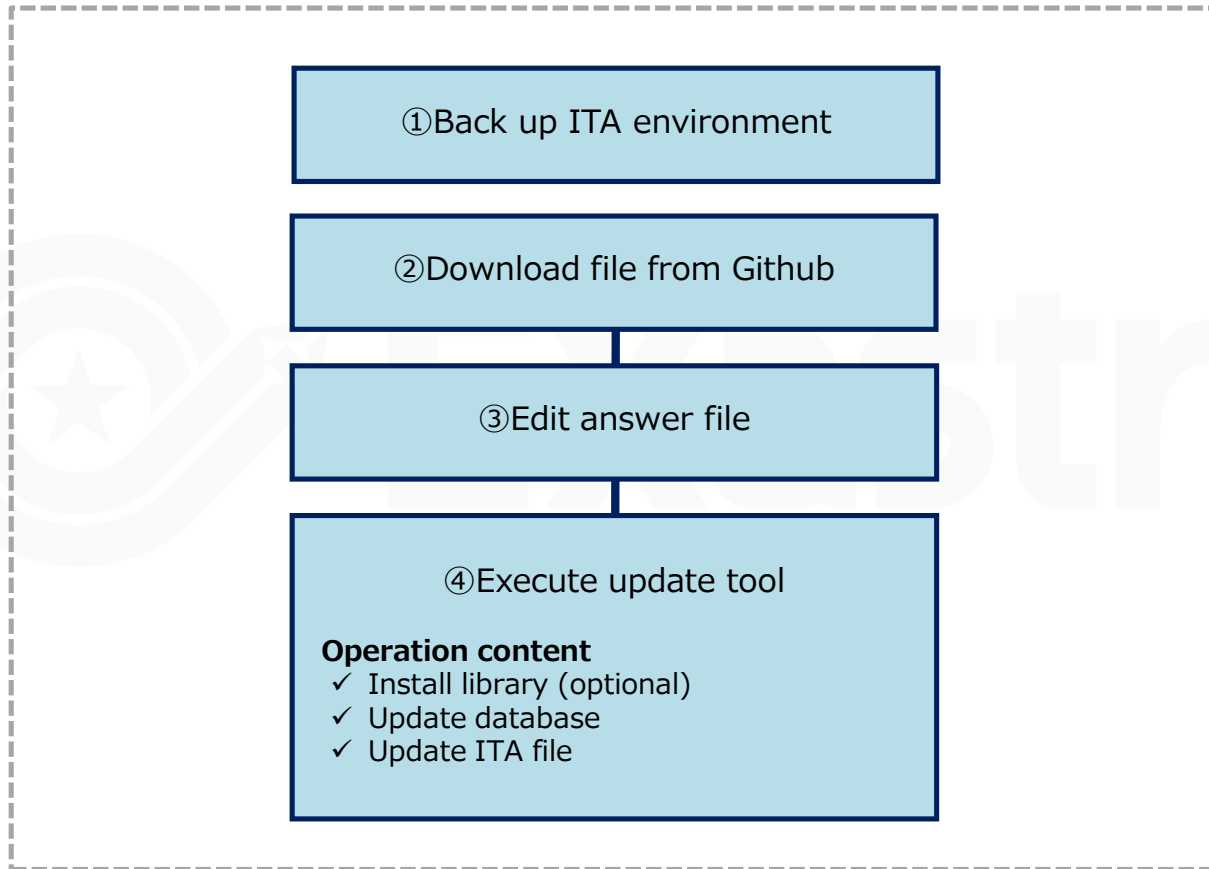 ①Back up ITA environment
②Download file from Github
③Edit answer file
④Execute update tool
Operation content
✓ Install library (optional)
✓ Update database
✓ Update ITA file